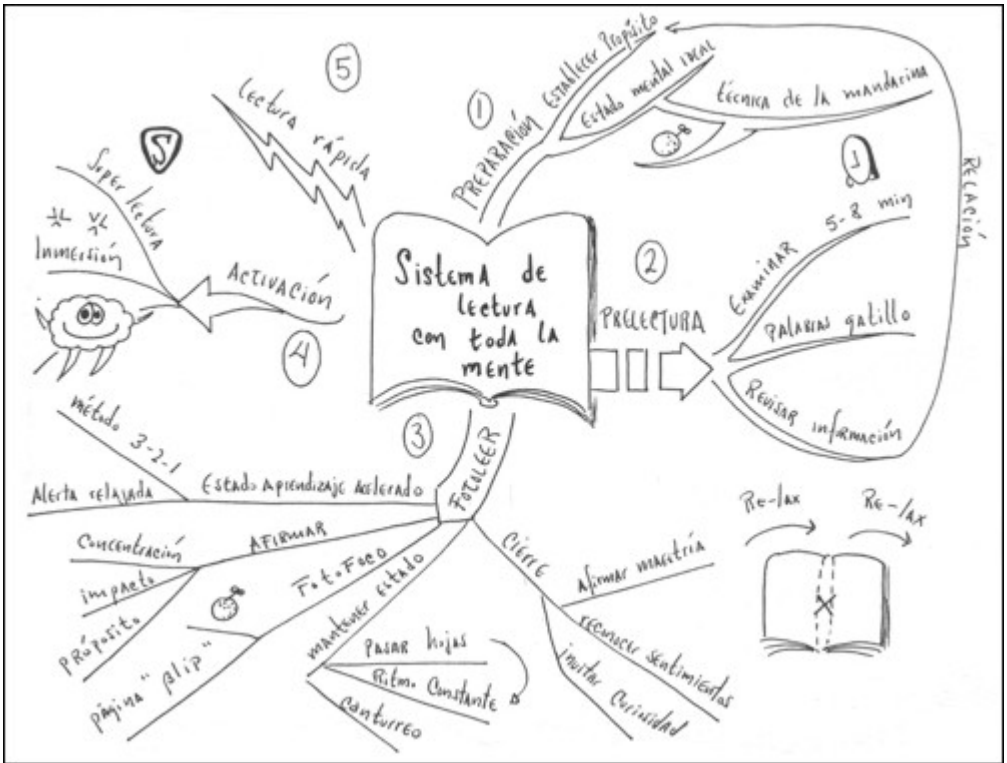 Sistema de
lectura
con toda la
mente
1
PREPARACIÓN
Establecer Propósito
Estado mental ideal
técnica de la mandarina
RELACIÓN
2
PRELECTURA
Examinar 5-8 min
Palabras gatillo
Revisar información
3
FOTOLEER
Estado Aprendizaje Acelerado
método 3-2-1
Alerta relajada
AFIRMAR
Concentración
impacto
PRÓPOSITO
FotoFoco
página "Blip"
mantener estado
PASAR hojas
Ritmo Constante
canturreo
CIERRE
Afirmar maestría
reconocer sentimientos
invitar curiosidad
Re-lax
Re-lax
4
ACTIVACIÓN
Super lectura
Inmersión
S
5
lectura rápida